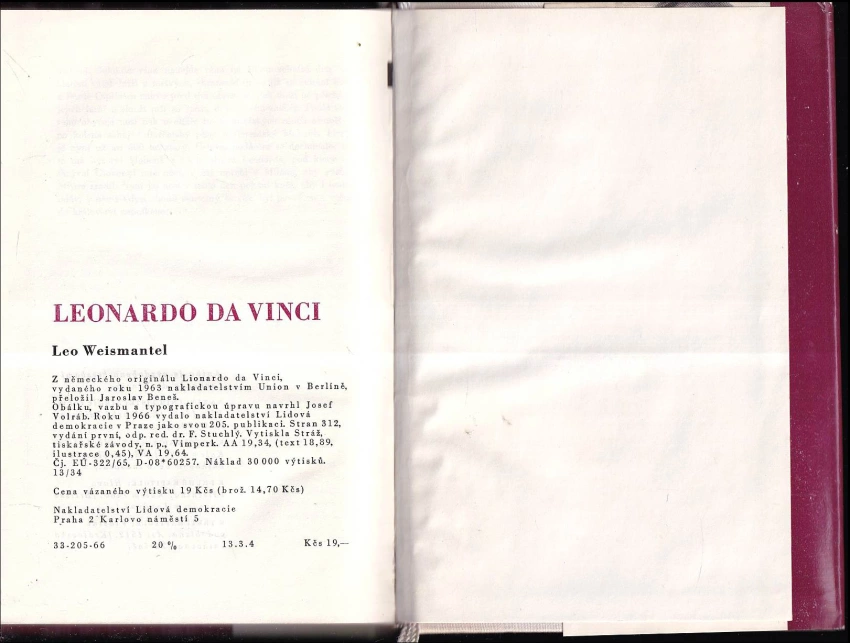 LEONARDO DA VINCI
Leo Weismantel
Z německého originálu Lionardo da Vinci,
vydaného roku 1963 nakladatelstvím Union v Berlíně,
přeložil Jaroslav Beneš.
Obálku, vazbu a typografickou úpravu navrhl Josef
Volráb. Roku 1966 vydalo nakladatelství Lidová
demokracie v Praze jako svou 205. publikaci. Stran 312,
vydání první, odp. red. dr. F. Stuchlý. Vytiskla Stráž,
tiskařské závody, n. p., Vimperk. AA 19,34, (text 18,89,
ilustrace 0,45), VA 19,64.
Čj. EÚ-322/65, D-08*60257. Náklad 30 000 výtisků.
13/34
Cena vázaného výtisku 19 Kčs (brož. 14,70 Kčs)
Nakladatelství Lidová demokracie
Praha 2 Karlovo náměstí 5
33-205-66 20 % 13.3.4 Kčs 19,—